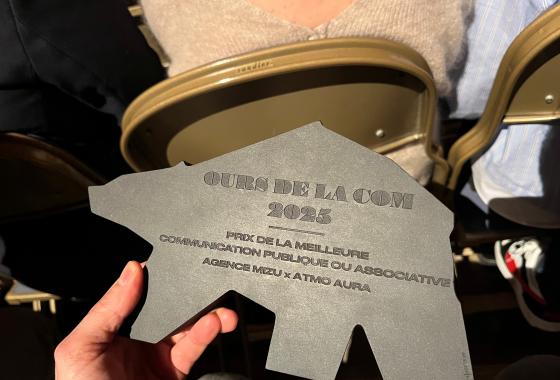 OURS DE LA COM
2025
PRIX DE LA MEILLEURE
COMMUNICATION PUBLIQUE OU ASSOCIATIVE
AGENCE MIZU x ATMO AURA